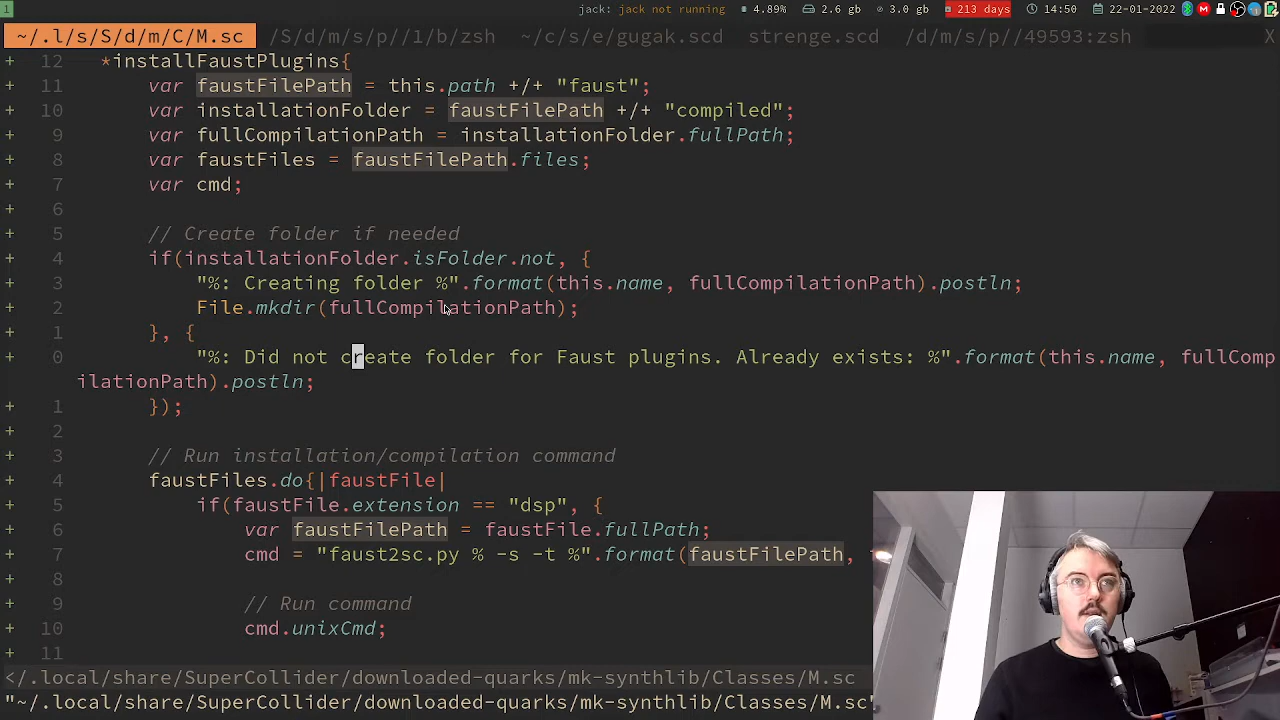 1 jack: jack not running 4.89% 2.6 gb 3.0 gb 213 days 14:50 22-01-2022
~/.l/s/S/d/m/C/M.sc /S/d/m/s/p//1/b/zsh ~/c/s/e/gugak.scd strenge.scd /d/m/s/p//49593:zsh X
+ 12 *installFaustPlugins{
+ 11 var faustFilePath = this.path +/+ "faust";
+ 10 var installationFolder = faustFilePath +/+ "compiled";
+ 9 var fullCompilationPath = installationFolder.fullPath;
+ 8 var faustFiles = faustFilePath.files;
+ 7 var cmd;
+ 6
+ 5 // Create folder if needed
+ 4 if(installationFolder.isFolder.not, {
+ 3 "%: Creating folder %".format(this.name, fullCompilationPath).postln;
+ 2 File.mkdir(fullCompilationPath);
+ 1 }, {
+ 0 "%: Did not create folder for Faust plugins. Already exists: %".format(this.name, fullComp
ilationPath).postln;
+ 1 });
+ 2
+ 3 // Run installation/compilation command
+ 4 faustFiles.do{|faustFile|
+ 5 if(faustFile.extension == "dsp", {
+ 6 var faustFilePath = faustFile.fullPath;
+ 7 cmd = "faust2sc.py % -s -t %".format(faustFilePath,
+ 8
+ 9 // Run command
+ 10 cmd.unixCmd;
+ 11
</.local/share/SuperCollider/downloaded-quarks/mk-synthlib/Classes/M.sc
"~/.local/share/SuperCollider/downloaded-quarks/mk-synthlib/Classes/M.sc"